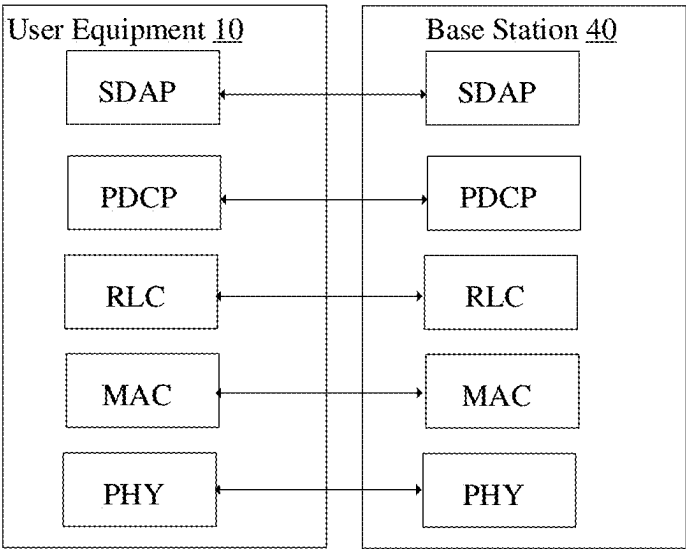 User Equipment 10
Base Station 40
SDAP
SDAP
PDCP
PDCP
RLC
RLC
MAC
MAC
PHY
PHY